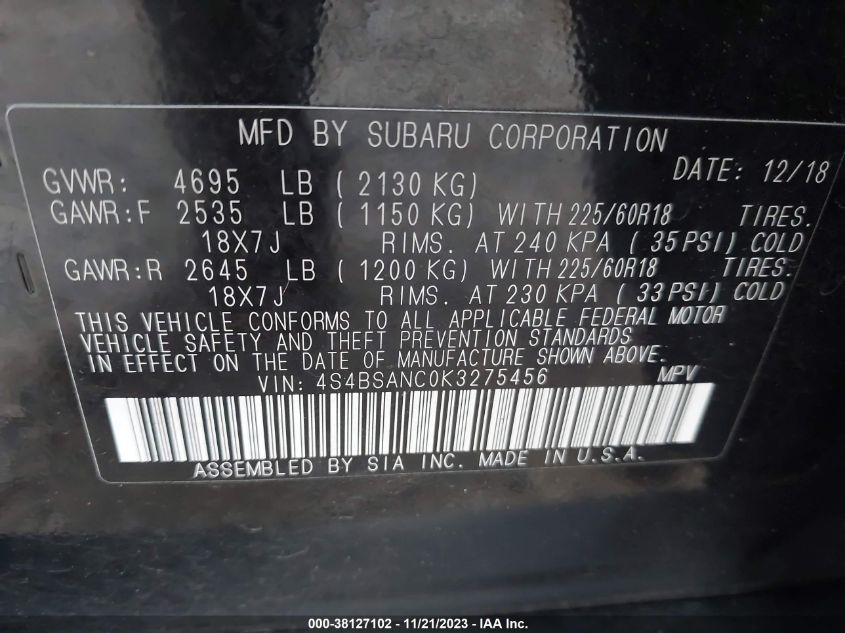 MFD BY SUBARU CORPORATION
DATE: 12/18
GVWR: 4695 LB ( 2130 KG)
GAWR:F 2535 LB ( 1150 KG) WITH 225/60R18 TIRES.
18X7J RIMS. AT 240 KPA ( 35 PSI) COLD
GAWR:R 2645 LB ( 1200 KG) WITH 225/60R18 TIRES.
18X7J RIMS. AT 230 KPA ( 33 PSI) COLD
THIS VEHICLE CONFORMS TO ALL APPLICABLE FEDERAL MOTOR
VEHICLE SAFETY AND THEFT PREVENTION STANDARDS
IN EFFECT ON THE DATE OF MANUFACTURE SHOWN ABOVE.
VIN: 4S4BSANC0K3275456 MPV
ASSEMBLED BY SIA INC. MADE IN U.S.A.
000-38127102 - 11/21/2023 - IAA Inc.